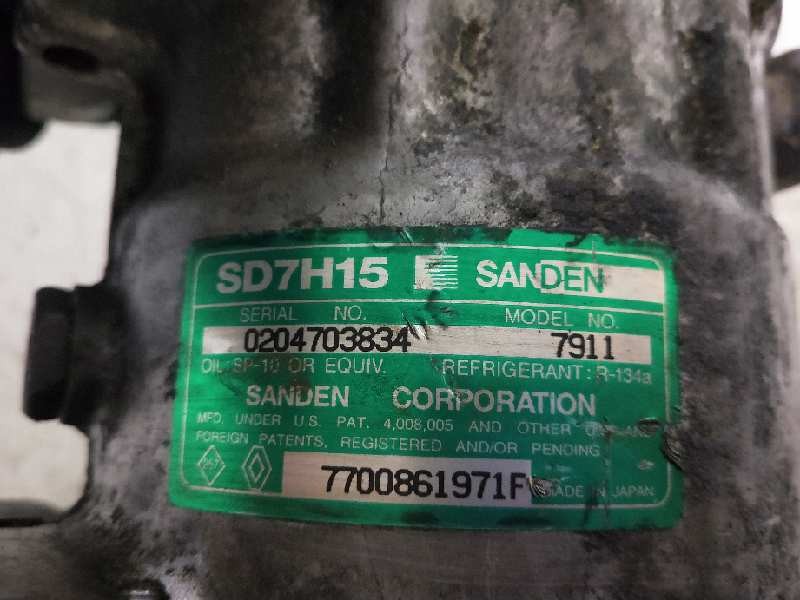 SD7H15 SANDEN
SERIAL NO. MODEL NO.
0204703834 7911
OIL: SP-10 OR EQUIV. REFRIGERANT: R-134a
SANDEN CORPORATION
MFD. UNDER U.S. PAT. 4,008,005 AND OTHER
FOREIGN PATENTS, REGISTERED AND/OR PENDING
7700861971F MADE IN JAPAN